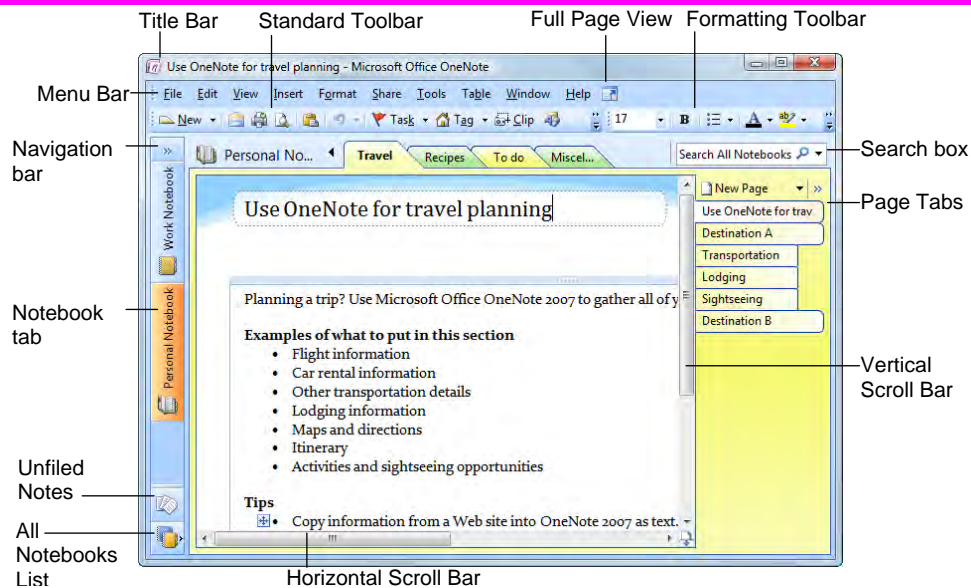 Title Bar Standard Toolbar Full Page View Formatting Toolbar
Use OneNote for travel planning - Microsoft Office OneNote
Menu Bar File Edit View Insert Format Share Tools Table Window Help
New Task Tag Clip 17 B A ab
Navigation bar
Personal No... Travel Recipes To do Miscel... Search All Notebooks
Search box
New Page
Page Tabs
Use OneNote for trav
Destination A
Transportation
Lodging
Sightseeing
Destination B
Work Notebook
Use OneNote for travel planning
Notebook tab
Personal Notebook
Planning a trip? Use Microsoft Office OneNote 2007 to gather all of y
Examples of what to put in this section
• Flight information
• Car rental information
• Other transportation details
• Lodging information
• Maps and directions
• Itinerary
• Activities and sightseeing opportunities
Vertical Scroll Bar
Unfiled Notes
Tips
• Copy information from a Web site into OneNote 2007 as text.
All Notebooks List
Horizontal Scroll Bar